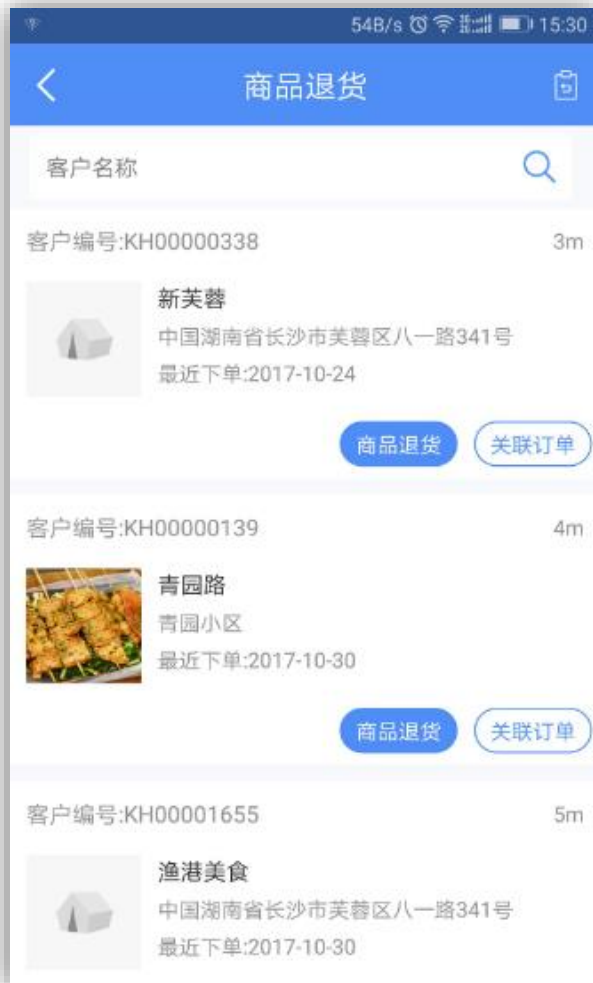 54B/s 15:30
商品退货
客户名称
客户编号:KH00000338 3m
新芙蓉
中国湖南省长沙市芙蓉区八一路341号
最近下单:2017-10-24
商品退货 关联订单
客户编号:KH00000139 4m
青园路
青园小区
最近下单:2017-10-30
商品退货 关联订单
客户编号:KH00001655 5m
渔港美食
中国湖南省长沙市芙蓉区八一路341号
最近下单:2017-10-30